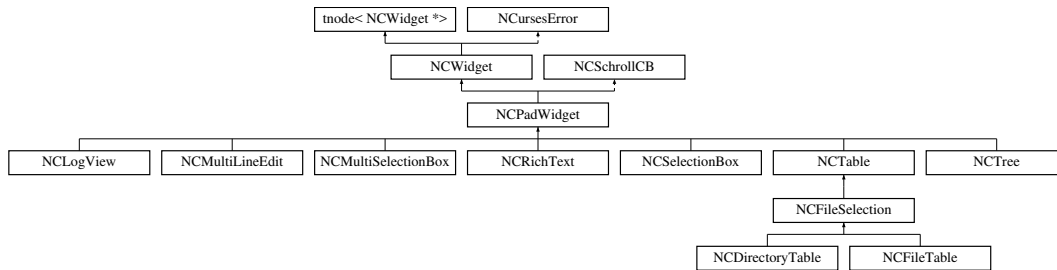 tnode< NCWidget *>
NCursesError
NCWidget
NCSchrollCB
NCPadWidget
NCLogView
NCMultiLineEdit
NCMultiSelectionBox
NCRichText
NCSelectionBox
NCTable
NCTree
NCFileSelection
NCDirectoryTable
NCFileTable